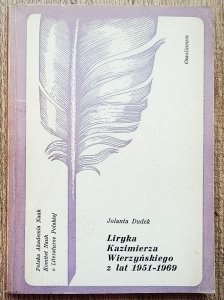 Ossolineum
Jolanta Dudek
Liryka
Kazimierza
Wierzyńskiego
z lat 1951-1969
Polska Akademia Nauk
Komitet Nauk
o Literaturze Polskiej